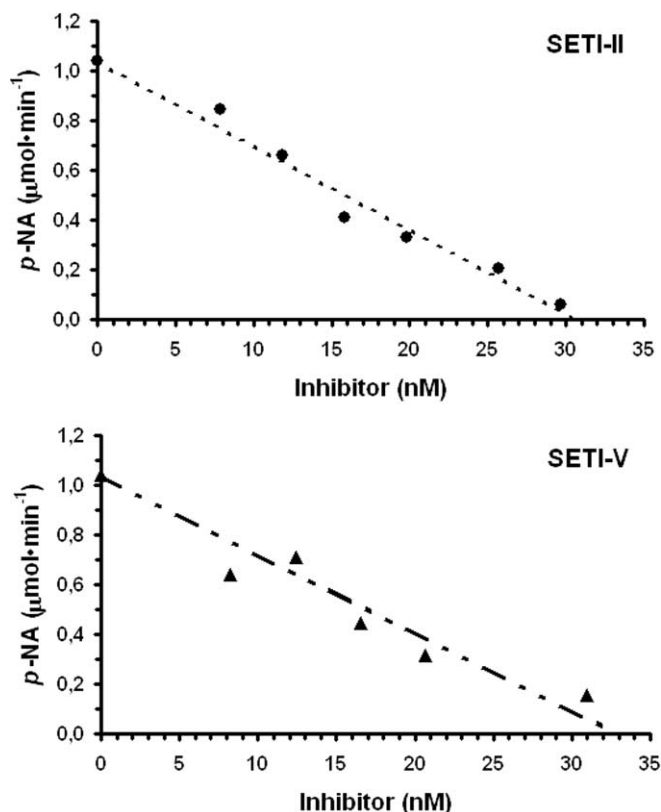 SETI-II
p-NA (μmol•min-1)
1,2
1,0
0,8
0,6
0,4
0,2
0,0
0 5 10 15 20 25 30 35
Inhibitor (nM)
SETI-V
p-NA (μmol•min-1)
1,2
1,0
0,8
0,6
0,4
0,2
0,0
0 5 10 15 20 25 30 35
Inhibitor (nM)